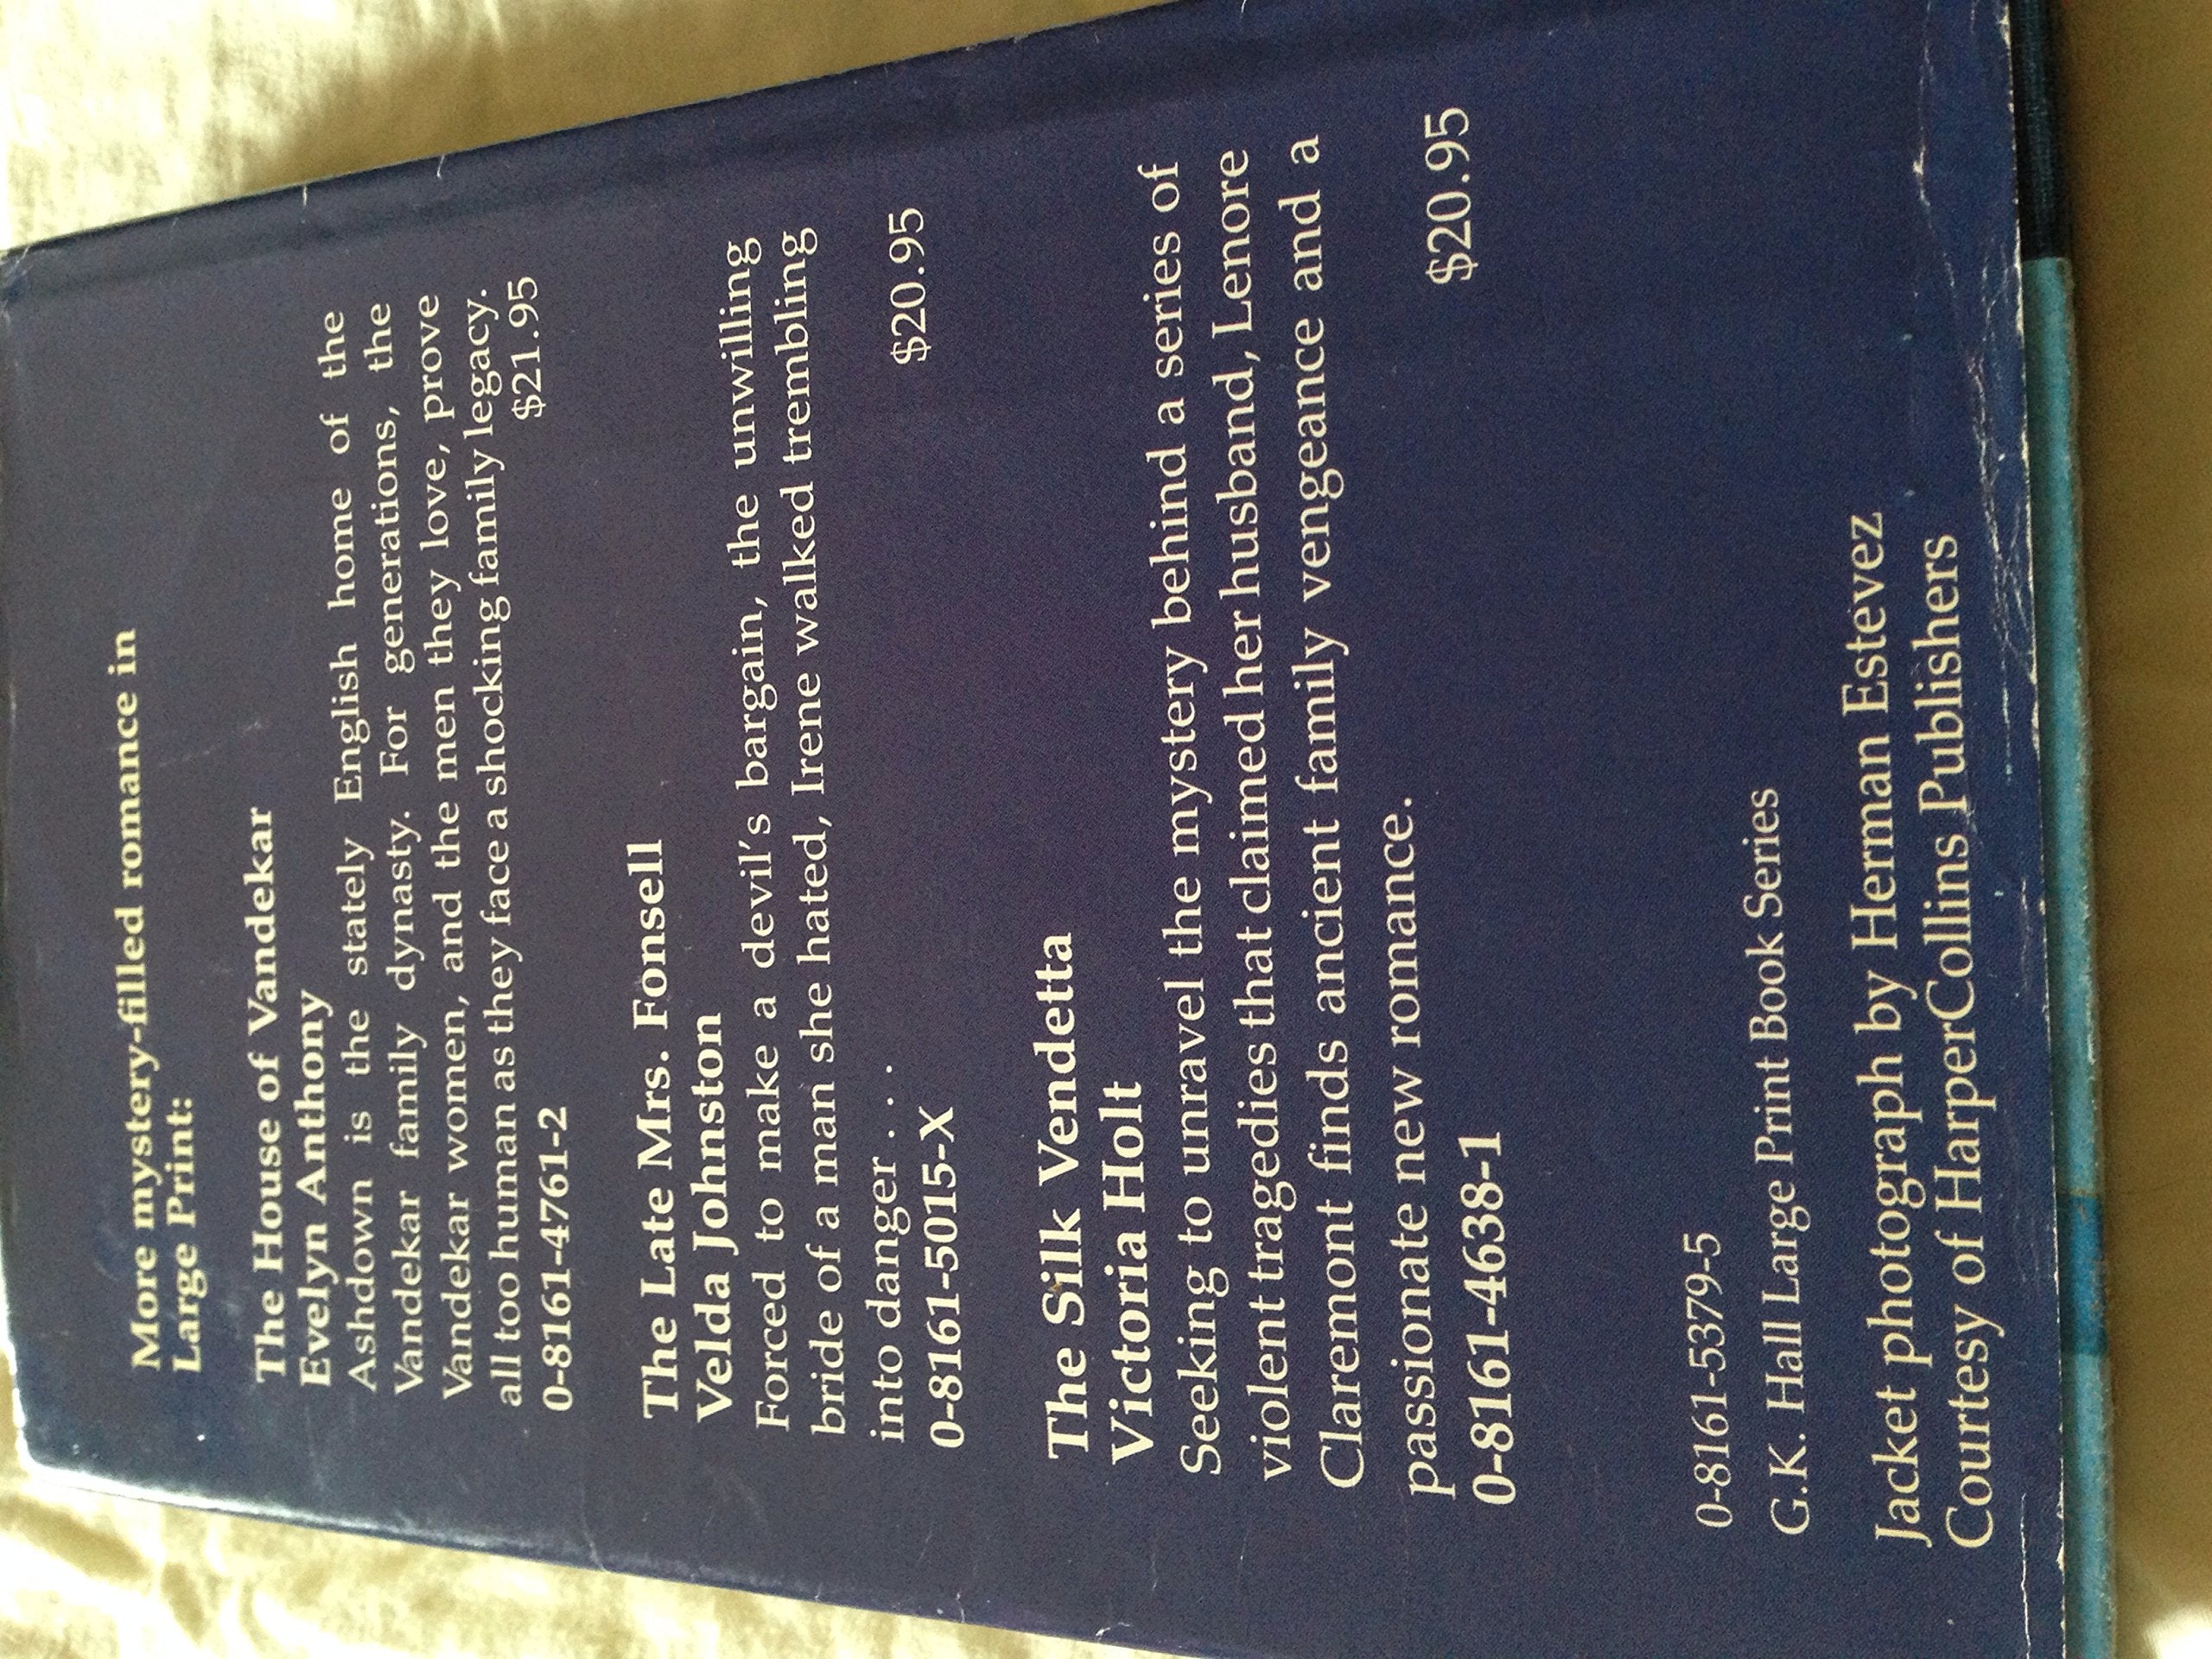 More mystery-filled romance in
Large Print:
The House of Vandekar
Evelyn Anthony
Ashdown is the stately English home of the
Vandekar family dynasty. For generations, the
Vandekar women, and the men they love, prove
all too human as they face a shocking family legacy.
0-8161-4761-2 $21.95
The Late Mrs. Fonsell
Velda Johnston
Forced to make a devil's bargain, the unwilling
bride of a man she hated, Irene walked trembling
into danger . . .
0-8161-5015-X $20.95
The Silk Vendetta
Victoria Holt
Seeking to unravel the mystery behind a series of
violent tragedies that claimed her husband, Lenore
Claremont finds ancient family vengeance and a
passionate new romance.
0-8161-4638-1 $20.95
0-8161-5379-5
G.K. Hall Large Print Book Series
Jacket photograph by Herman Estevez
Courtesy of HarperCollins Publishers